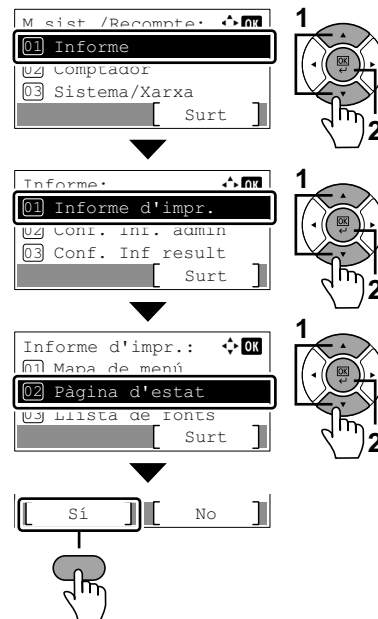 M sist /Recompte: OK
01 Informe
02 Comptador
03 Sistema/Xarxa
[ Surt ]
1
OK
2
Informe: OK
01 Informe d'impr.
02 Conf. Inf. admin
03 Conf. Inf result
[ Surt ]
1
OK
2
Informe d'impr.: OK
01 Mapa de menú
02 Pàgina d'estat
03 Llista de fonts
[ Surt ]
1
OK
2
[ Sí ] [ No ]